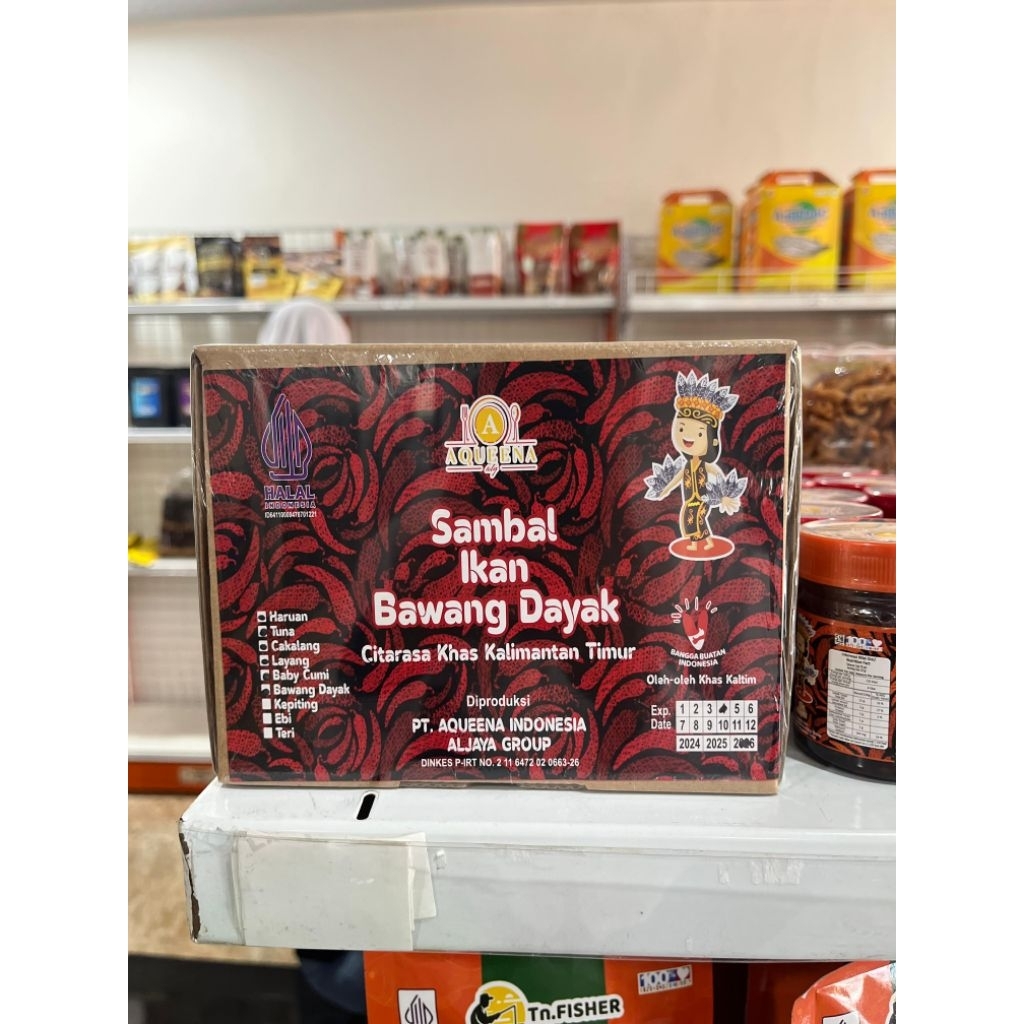 HALAL
INDONESIA
A
AQUEENA
Sambal
Ikan
Bawang Dayak
Citarasa Khas Kalimantan Timur
Haruan
Tuna
Cakalang
Layang
Baby Cumi
Bawang Dayak
Kepiting
Ebi
Teri
Diproduksi
PT. AQUEENA INDONESIA
ALJAYA GROUP
DINKES P-IRT NO. 2 11 6472 02 0663-26
BANGGA BUATAN
INDONESIA
Oleh-oleh Khas Kaltim
Exp. 1 2 3 5 6
Date 7 8 9 10 11 12
2024 2025
100%
Tn.FISHER
100%